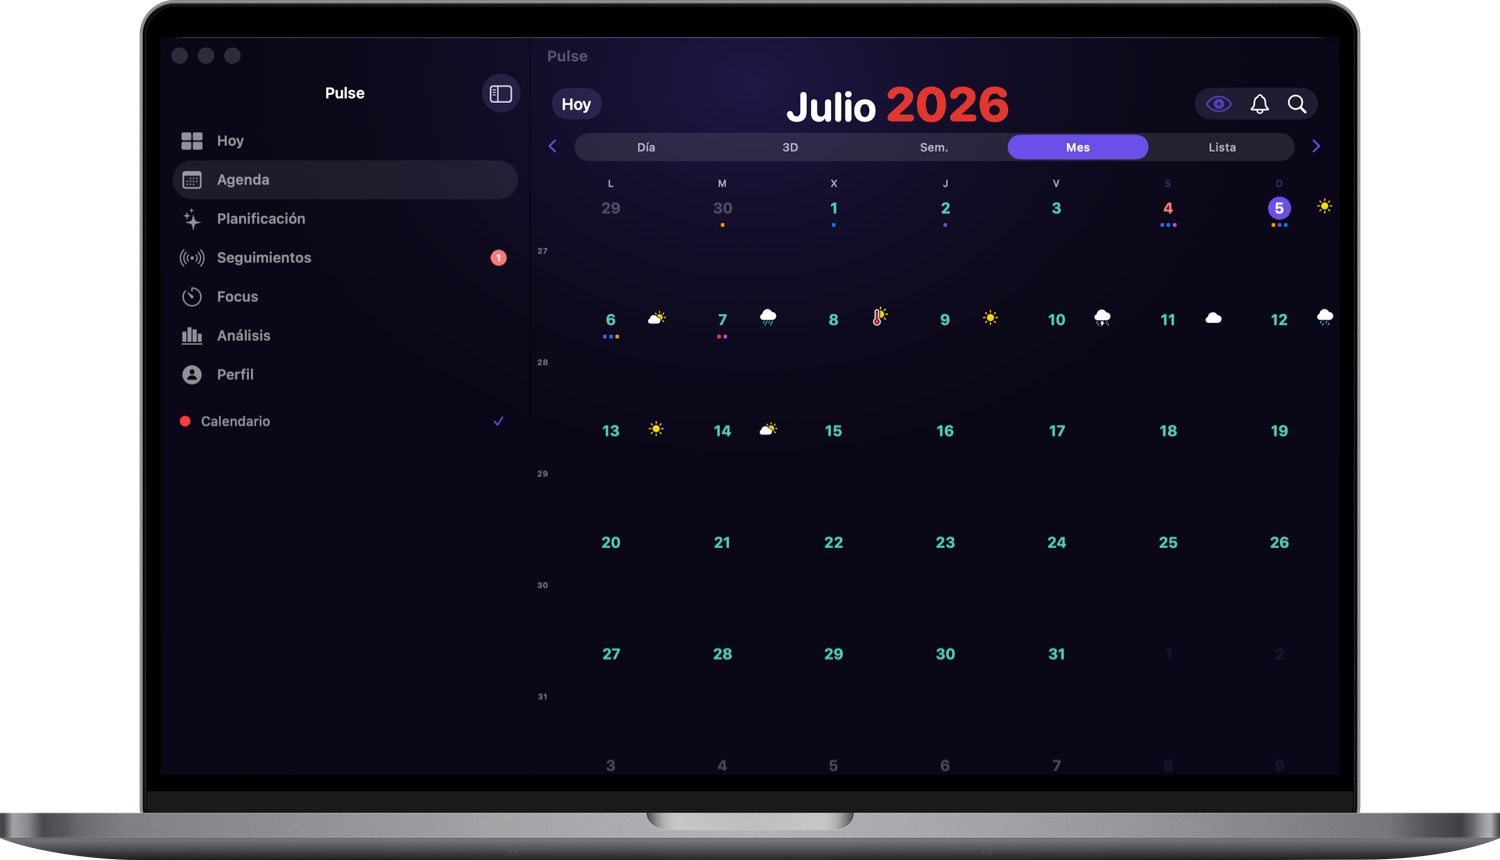 Pulse
Hoy
Agenda
Planificación
Seguimientos 1
Focus
Análisis
Perfil
Calendario
Pulse
Hoy Julio 2026
Día 3D Sem. Mes Lista
L M X J V S D
29 30 1 2 3 4 5
27
6 7 8 9 10 11 12
28
13 14 15 16 17 18 19
29
20 21 22 23 24 25 26
30
27 28 29 30 31 1 2
31
3 4 5 6 7 8 9